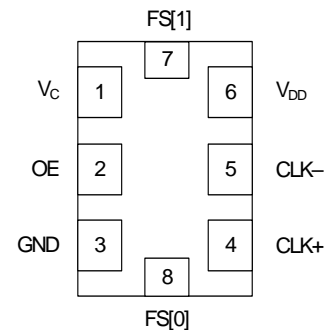 FS[1]
7
V_C 1 6 V_DD
OE 2 5 CLK–
GND 3 4 CLK+
8
FS[0]